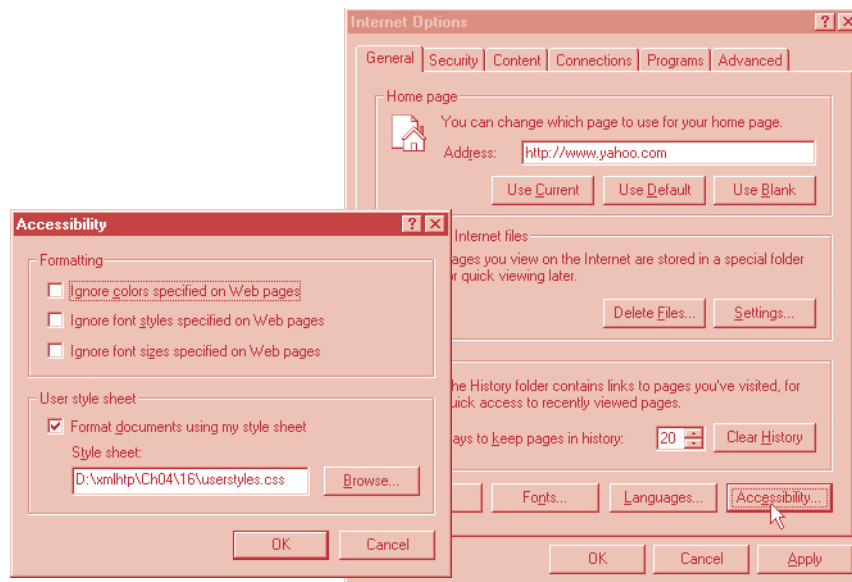 Internet Options
General Security Content Connections Programs Advanced
Home page
You can change which page to use for your home page.
Address: http://www.yahoo.com
Use Current Use Default Use Blank
Internet files
ages you view on the Internet are stored in a special folder
r quick viewing later.
Delete Files... Settings...
he History folder contains links to pages you've visited, for
uick access to recently viewed pages.
ays to keep pages in history: 20 Clear History
Fonts... Languages... Accessibility...
OK Cancel Apply
Accessibility
Formatting
Ignore colors specified on Web pages
Ignore font styles specified on Web pages
Ignore font sizes specified on Web pages
User style sheet
Format documents using my style sheet
Style sheet:
D:\xmlhtp\Ch04\16\userstyles.css Browse...
OK Cancel